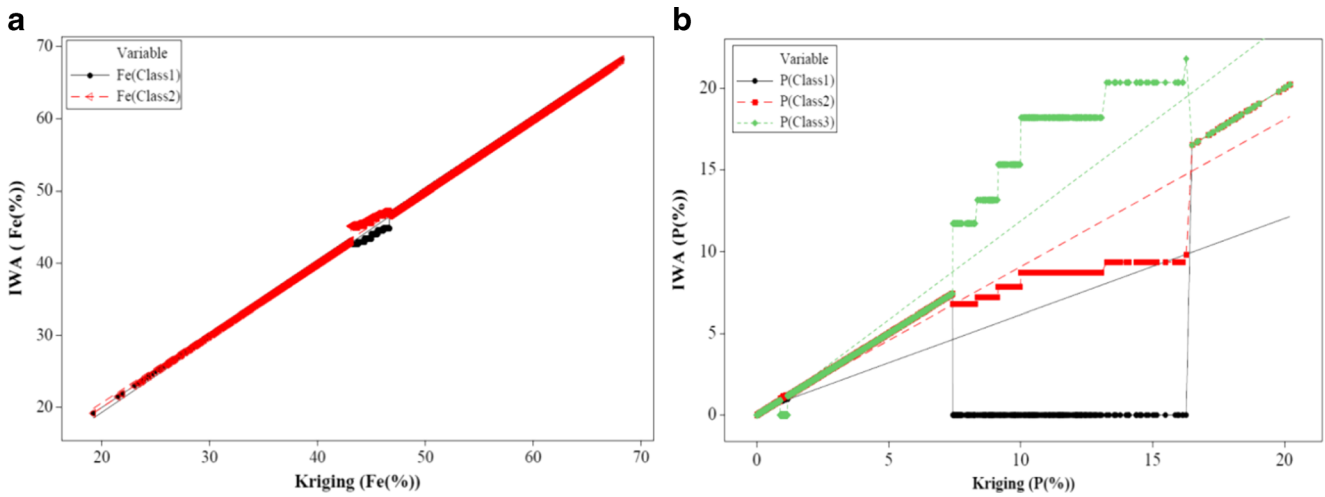 a
70
60
50
40
30
20
IWA ( Fe(%))
Variable
Fe(Class1)
Fe(Class2)
20 30 40 50 60 70
Kriging (Fe(%))
b
20
15
10
5
0
IWA (P(%))
Variable
P(Class1)
P(Class2)
P(Class3)
0 5 10 15 20
Kriging (P(%))